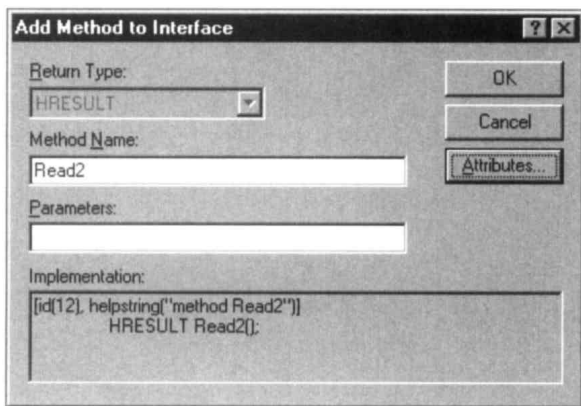 Add Method to Interface
? X
Return Type:
HRESULT
OK
Cancel
Method Name:
Read2
Attributes...
Parameters:
Implementation:
[id(12), helpstring("method Read2")]
HRESULT Read2();